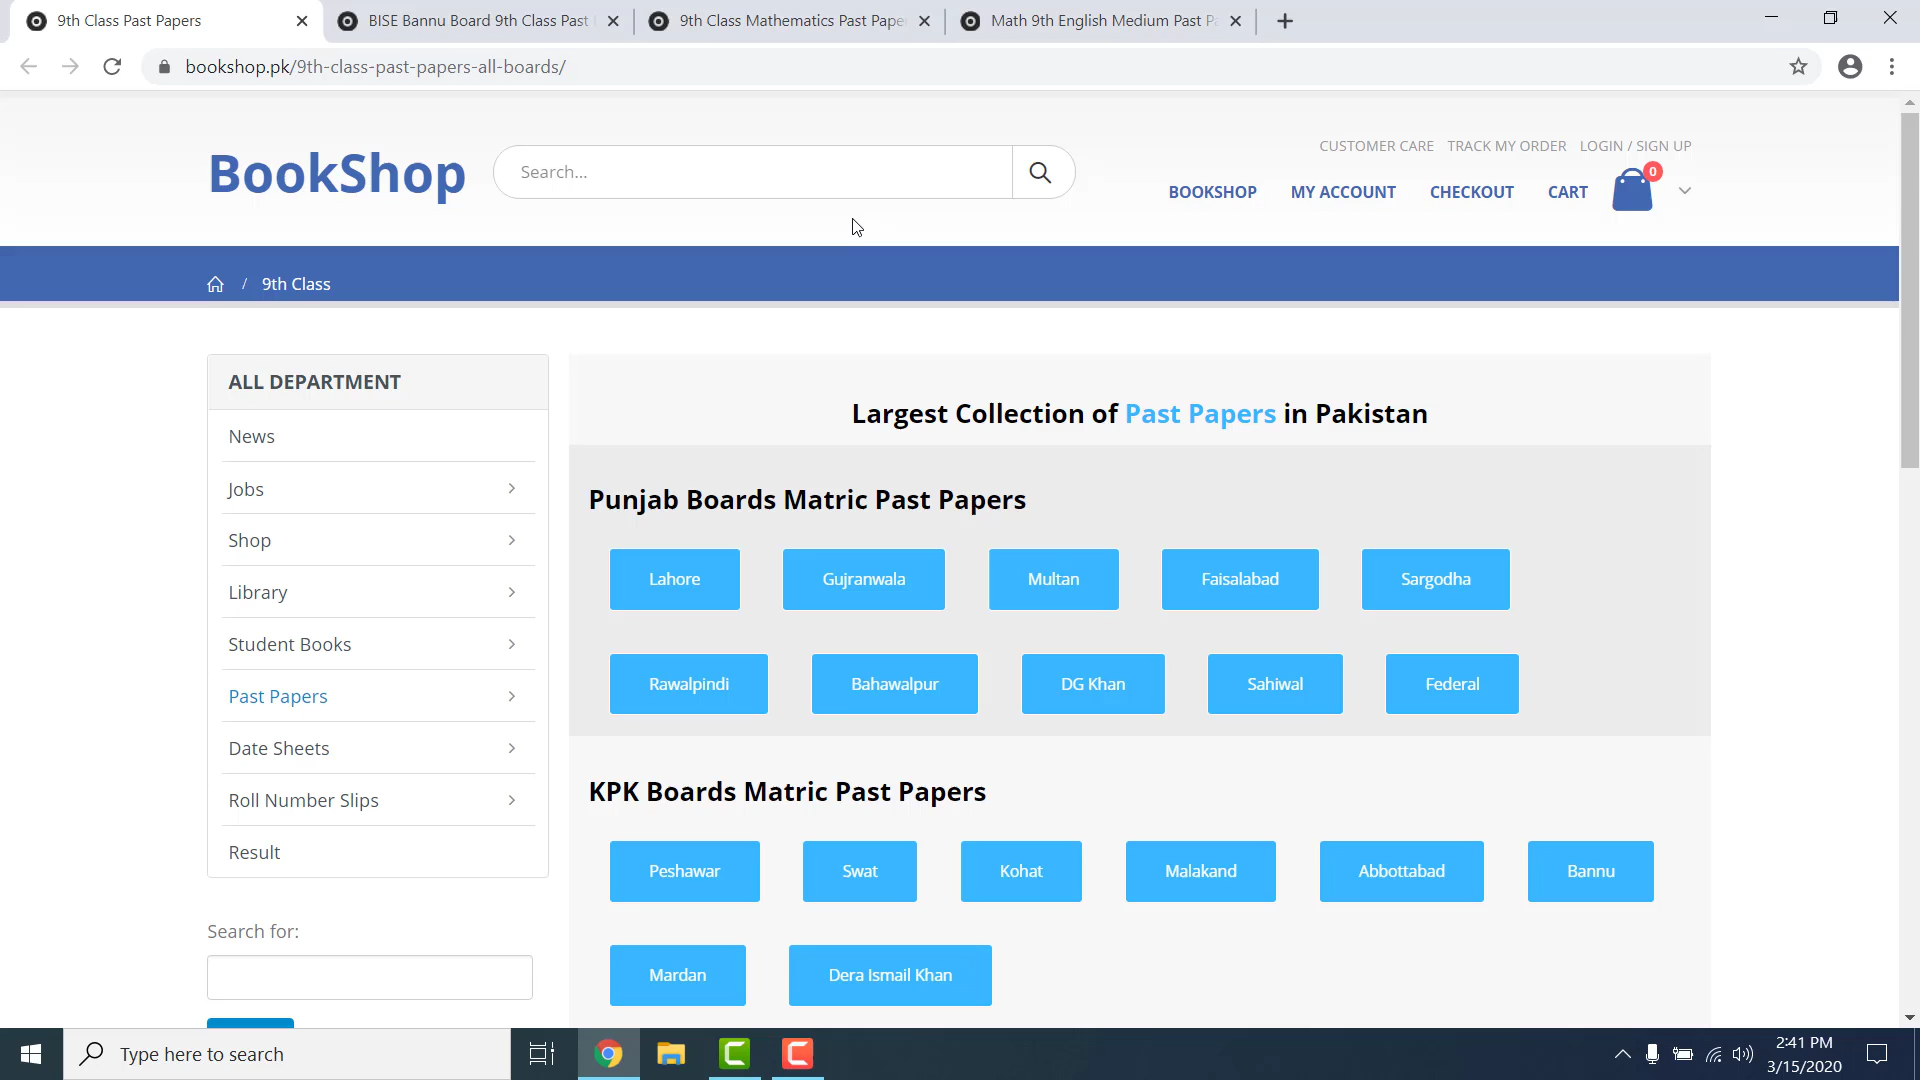 9th Class Past Papers
BISE Bannu Board 9th Class Past
9th Class Mathematics Past Pape
Math 9th English Medium Past P
bookshop.pk/9th-class-past-papers-all-boards/
CUSTOMER CARE TRACK MY ORDER LOGIN / SIGN UP
BookShop
Search...
BOOKSHOP MY ACCOUNT CHECKOUT CART 0
/ 9th Class
ALL DEPARTMENT
News
Jobs
Shop
Library
Student Books
Past Papers
Date Sheets
Roll Number Slips
Result
Search for:
Largest Collection of Past Papers in Pakistan
Punjab Boards Matric Past Papers
Lahore Gujranwala Multan Faisalabad Sargodha
Rawalpindi Bahawalpur DG Khan Sahiwal Federal
KPK Boards Matric Past Papers
Peshawar Swat Kohat Malakand Abbottabad Bannu
Mardan Dera Ismail Khan
Type here to search
2:41 PM
3/15/2020